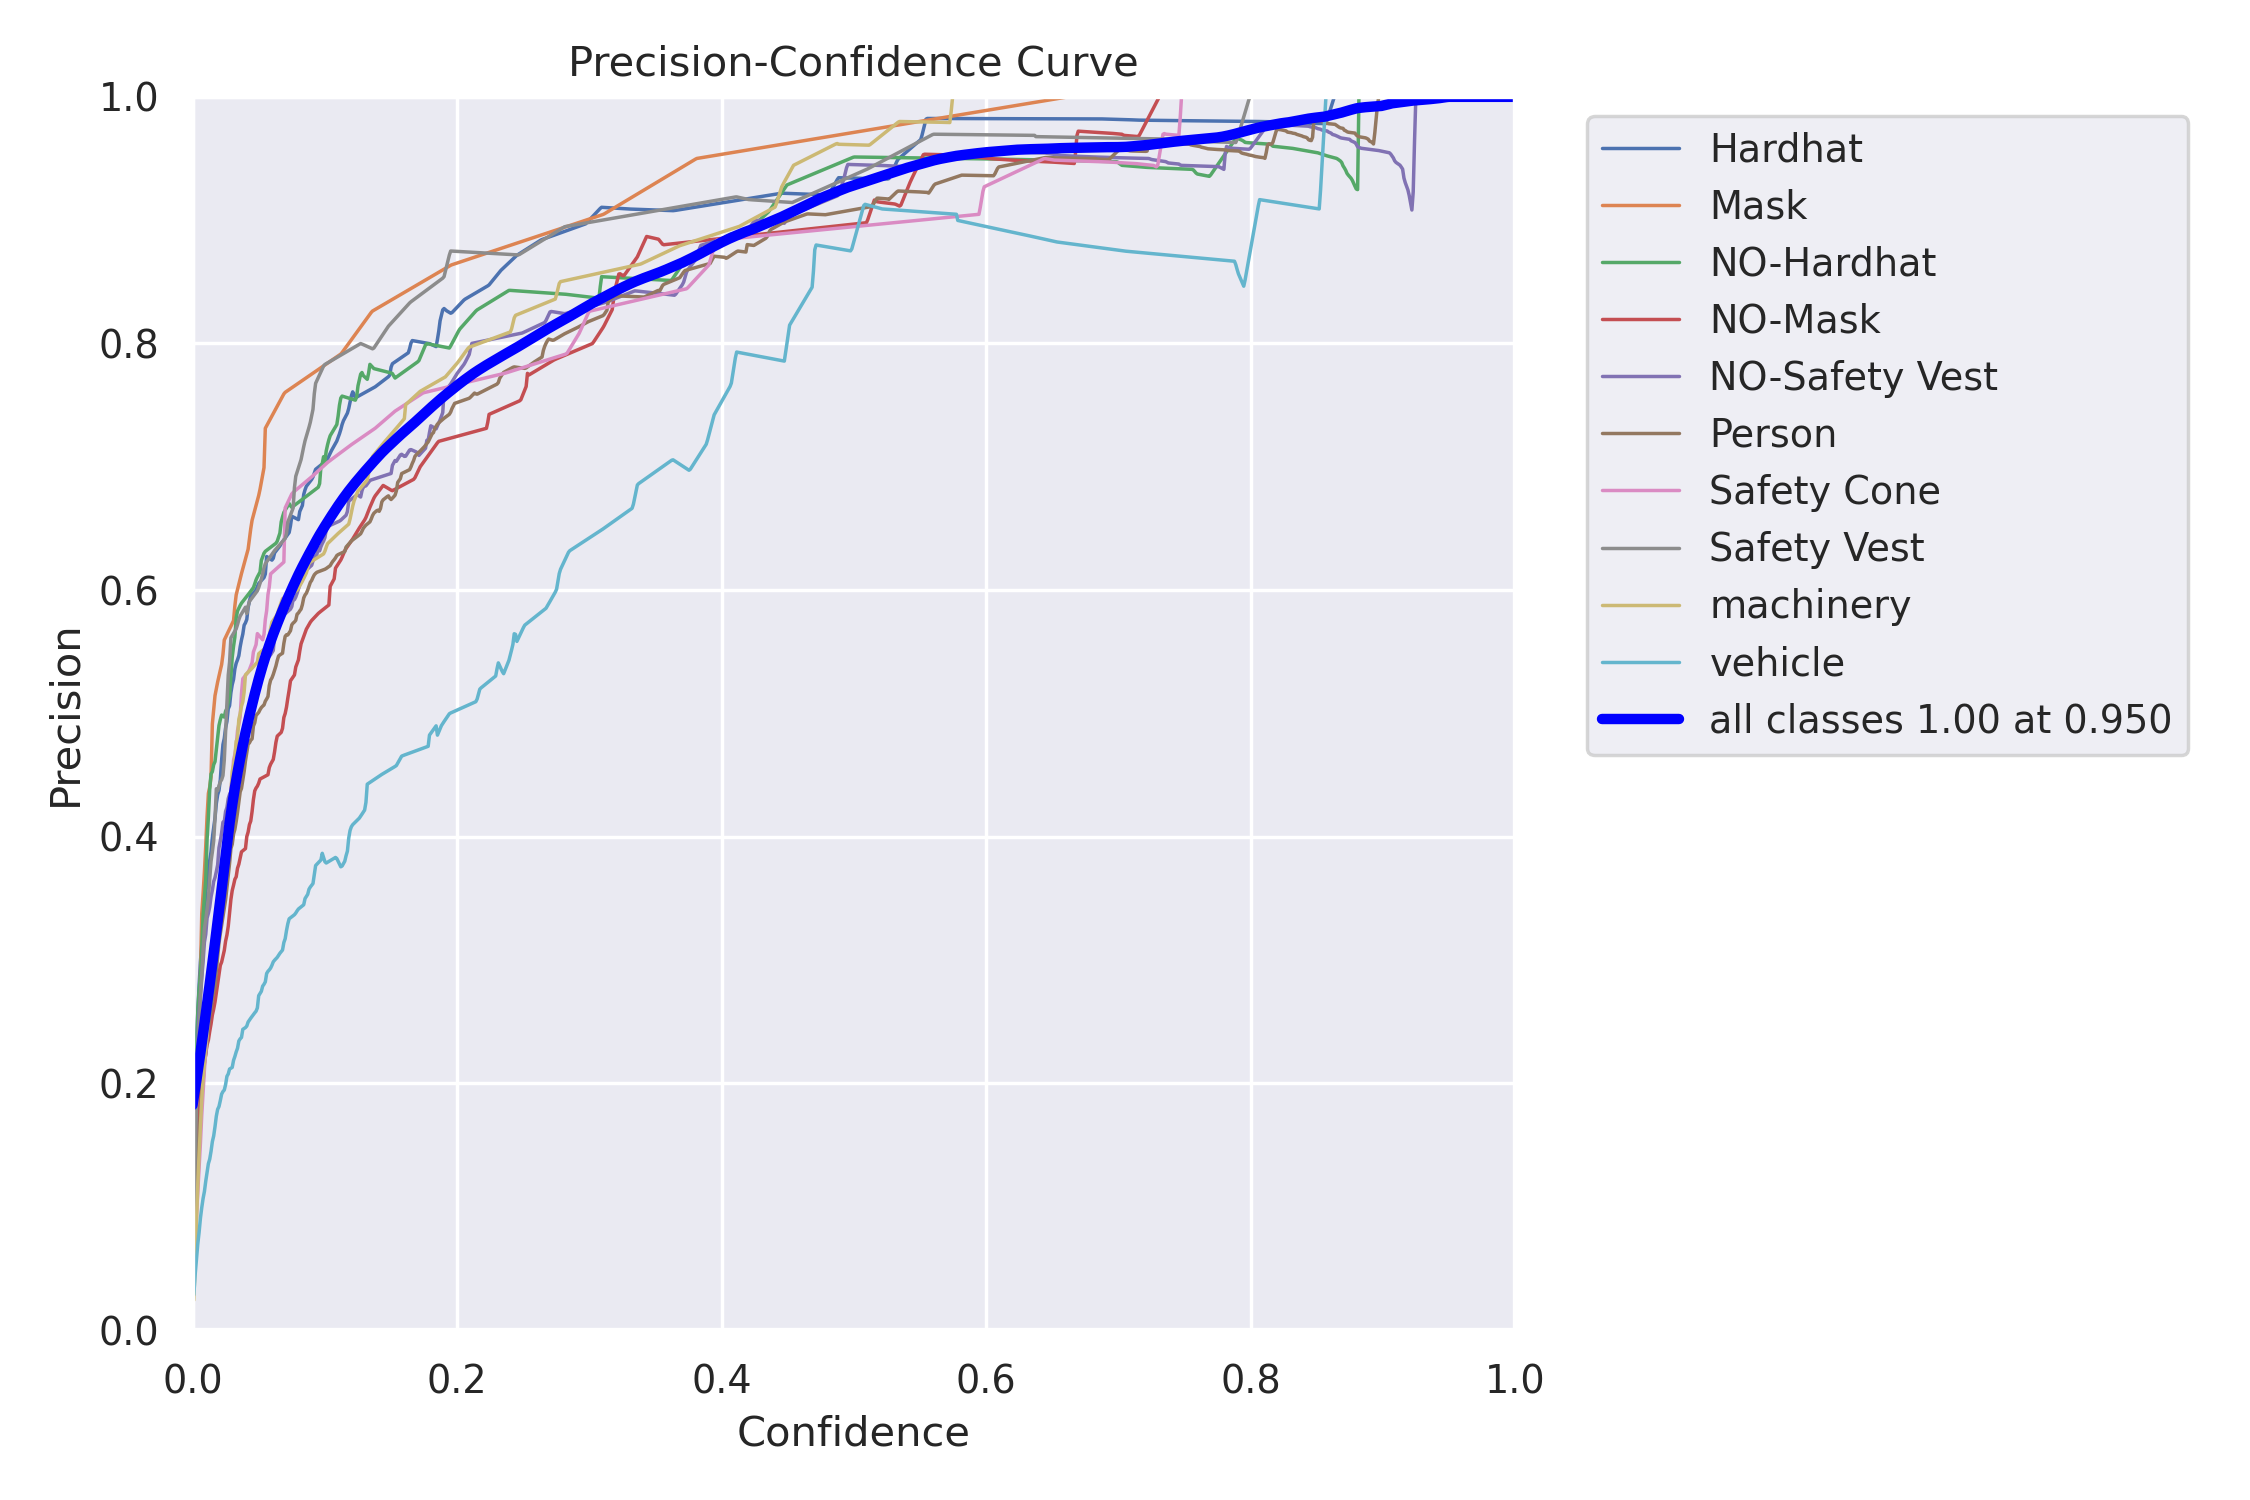 Precision-Confidence Curve
1.0
0.8
0.6
0.4
0.2
0.0
Precision
0.0 0.2 0.4 0.6 0.8 1.0
Confidence
Hardhat
Mask
NO-Hardhat
NO-Mask
NO-Safety Vest
Person
Safety Cone
Safety Vest
machinery
vehicle
all classes 1.00 at 0.950